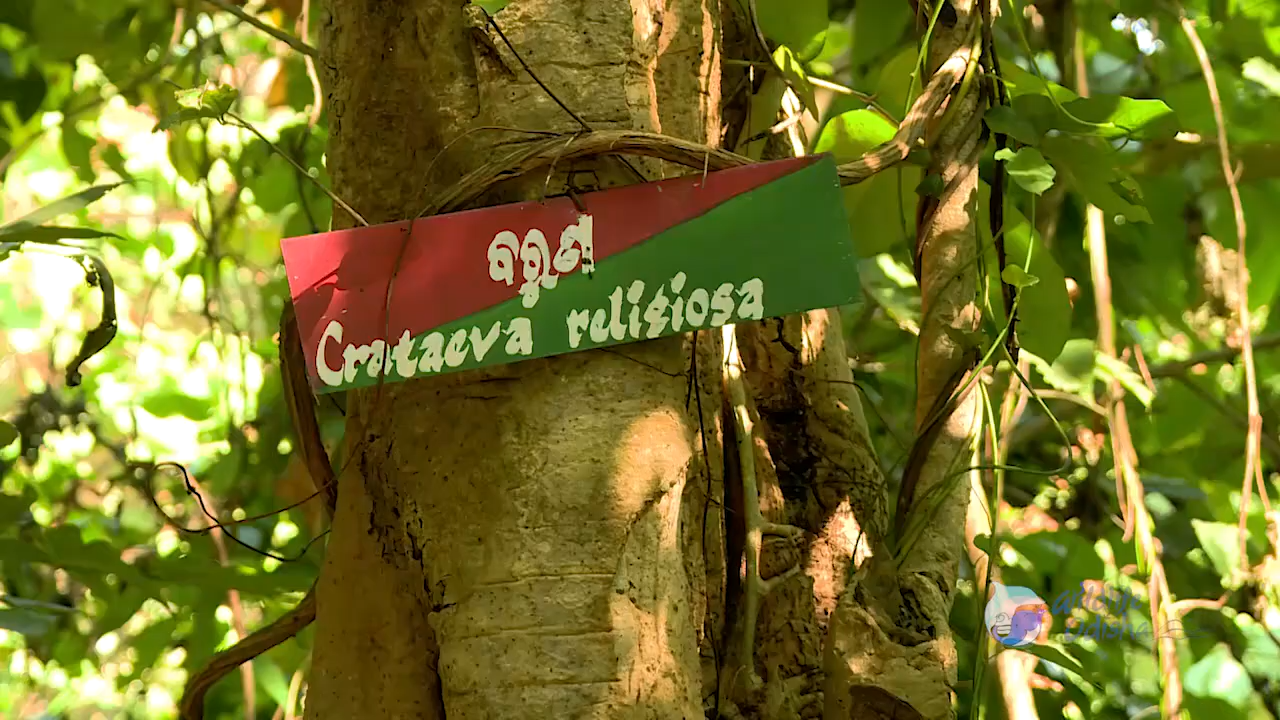 ବରୁଣ
Crataeva religiosa